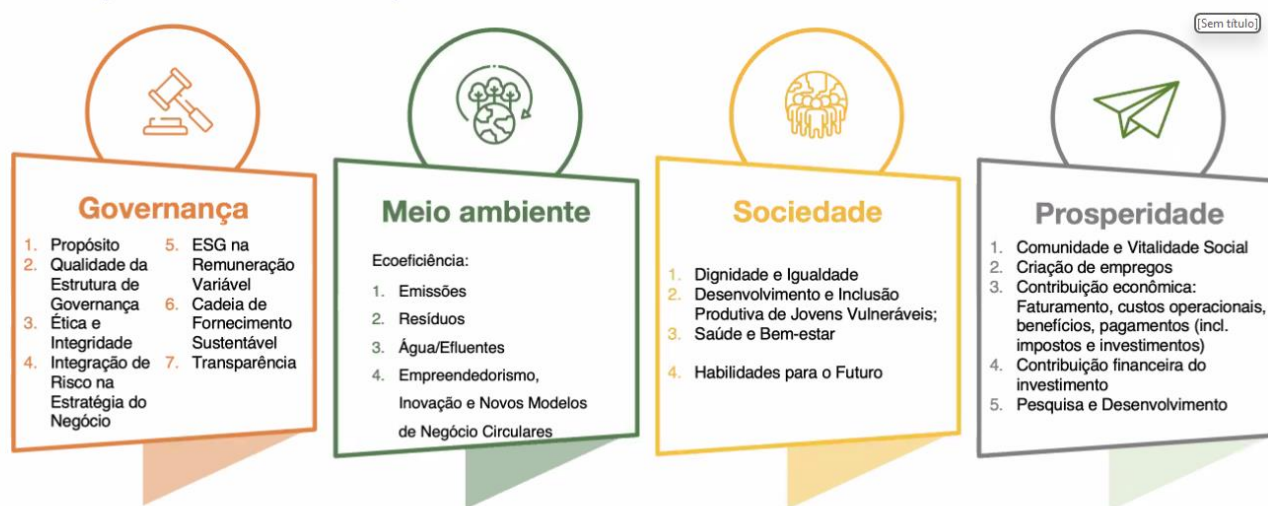 [Sem título]
Governança
1. Propósito
2. Qualidade da
Estrutura de
Governança
3. Ética e
Integridade
4. Integração de
Risco na
Estratégia do
Negócio
5. ESG na
Remuneração
Variável
6. Cadeia de
Fornecimento
Sustentável
7. Transparência
Meio ambiente
Ecoeficiência:
1. Emissões
2. Resíduos
3. Água/Efluentes
4. Empreendedorismo,
Inovação e Novos Modelos
de Negócio Circulares
Sociedade
1. Dignidade e Igualdade
2. Desenvolvimento e Inclusão
Produtiva de Jovens Vulneráveis;
3. Saúde e Bem-estar
4. Habilidades para o Futuro
Prosperidade
1. Comunidade e Vitalidade Social
2. Criação de empregos
3. Contribuição econômica:
Faturamento, custos operacionais,
benefícios, pagamentos (incl.
impostos e investimentos)
4. Contribuição financeira do
investimento
5. Pesquisa e Desenvolvimento